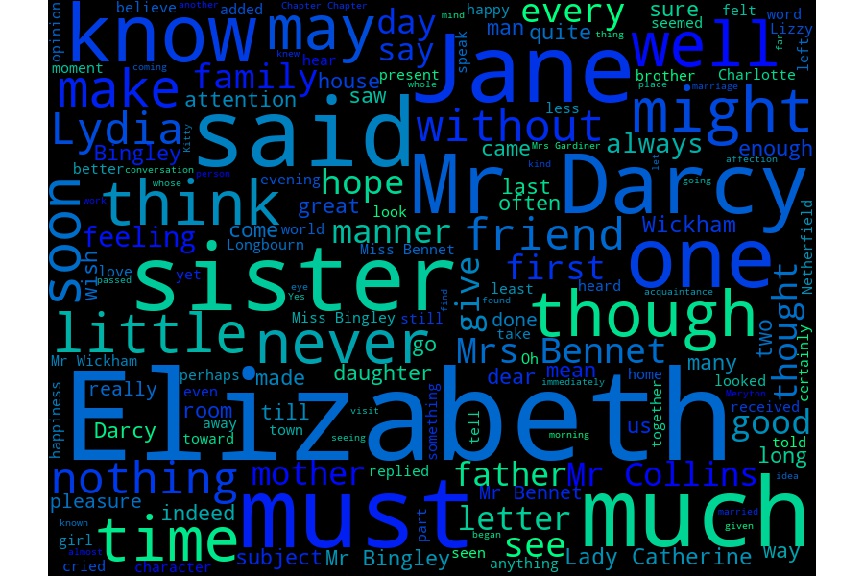 opinion
believe
another
added
Chapter Chapter
happy
every
sure
felt
word
know
may
day
man
quite
mind
thing
seemed
Lizzy
moment
coming
knew
hear
say
speak
well
far
left
make
family
house
present
whole
Jane
brother
Charlotte
attention
saw
less
place
marriage
might
Lydia
said
without
came
Mrs Gardiner
always
enough
Bingley
Kitty
better
conversation
whose
person
evening
hope
Mr Darcy
kind
let
affection
going
soon
work
think
great
look
last
often
Netherfield
feeling
come
world
manner
friend
Wickham
Longbourn
Miss Bennet
one
wish
love
passed
yet
sister
eye
Yes
find
give
first
least
heard
accuaintance
thought
found
though
Miss Bingley
still
done
take
two
certainly
little
never
go
Mrs Bennet
Oh
many
Mr Wickham
perhaps
made
daughter
dear
mean
immediately
home
looked
happiness
really
even
Elizabeth
Meryton
received
room
till
something
tell
us
together
good
Darcy
away
toward
town
visit
seeing
morning
told
long
nothing
mother
replied
father
Mr Collins
idea
pleasure
must
Mr Bennet
much
known
girl
indeed
part
letter
married
given
time
began
see
almost
cried
character
subject
Mr Bingley
seen
anything
Lady Catherine
way